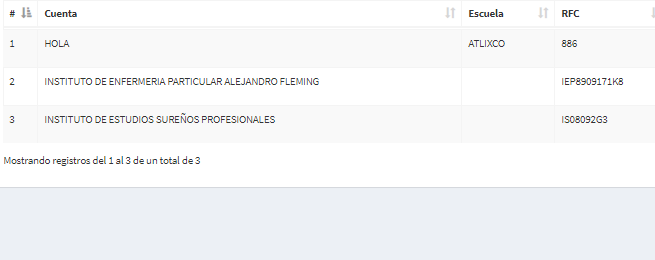 # Cuenta Escuela RFC
1 HOLA ATLIXCO 886
2 INSTITUTO DE ENFERMERIA PARTICULAR ALEJANDRO FLEMING IEP8909171K8
3 INSTITUTO DE ESTUDIOS SUREÑOS PROFESIONALES IS08092G3
Mostrando registros del 1 al 3 de un total de 3